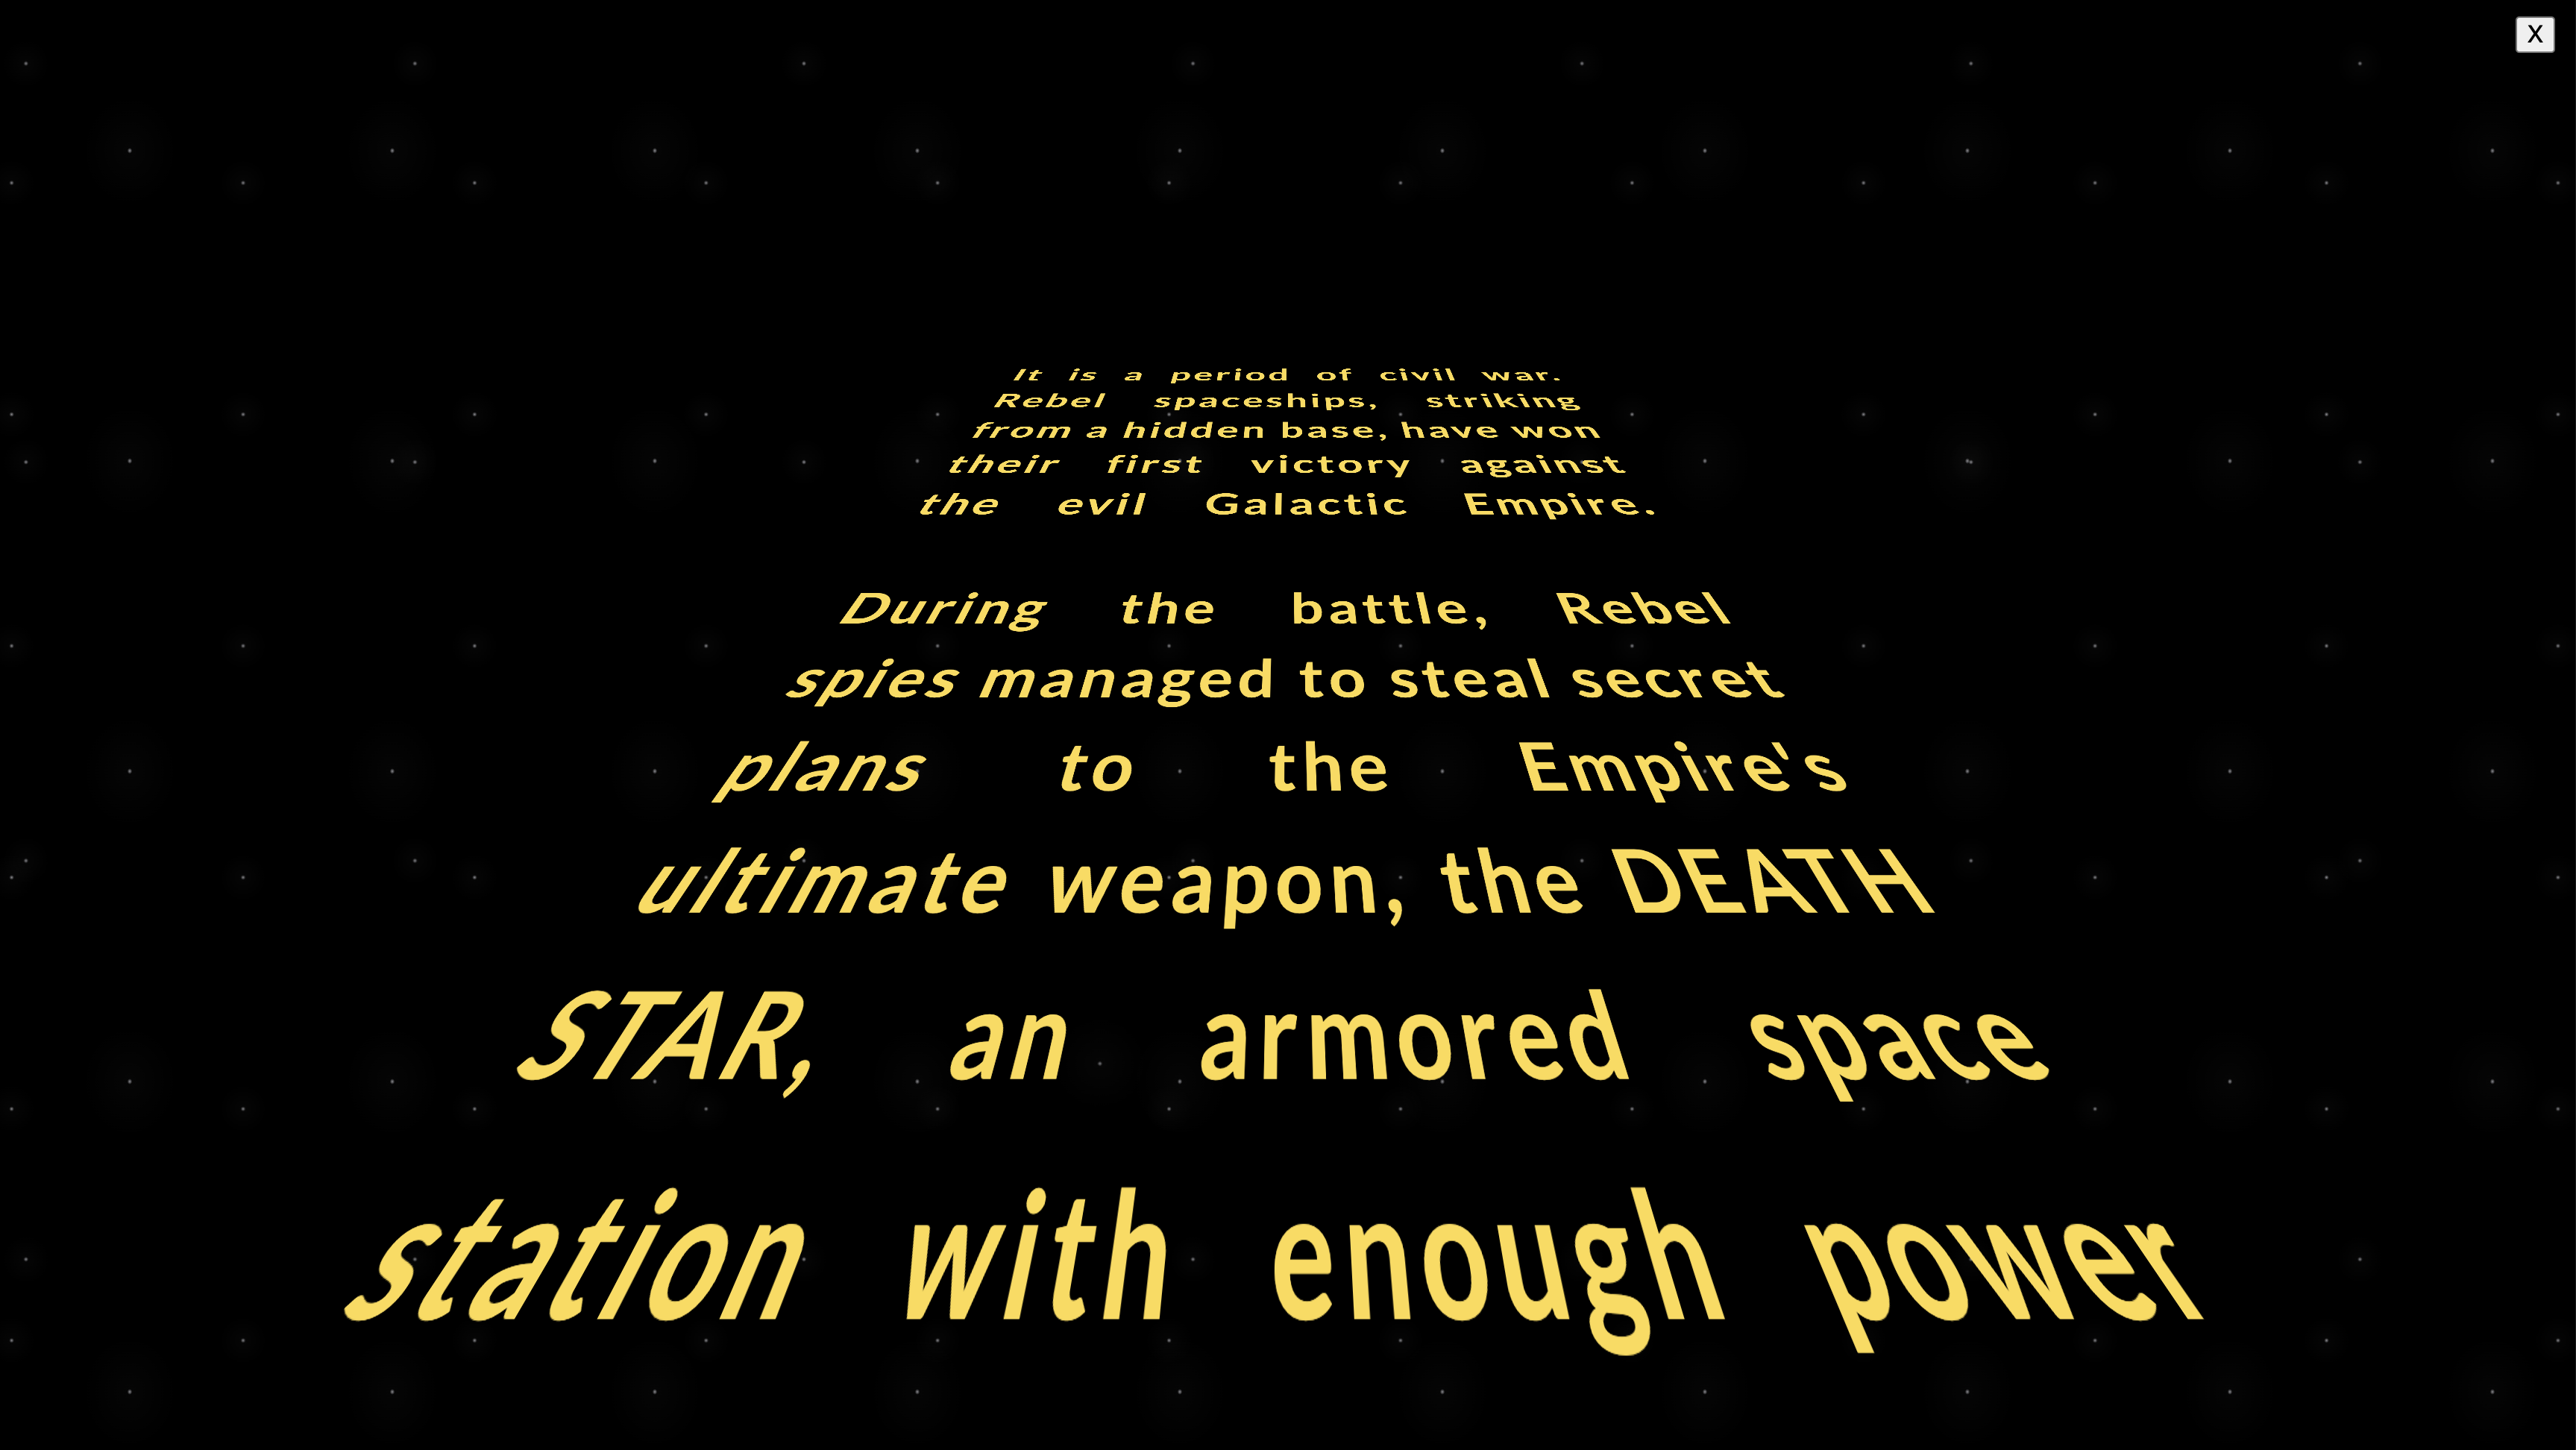 X
It is a period of civil war.
Rebel spaceships, striking
from a hidden base, have won
their first victory against
the evil Galactic Empire.
During the battle, Rebel
spies managed to steal secret
plans to the Empire's
ultimate weapon, the DEATH
STAR, an armored space
station with enough power